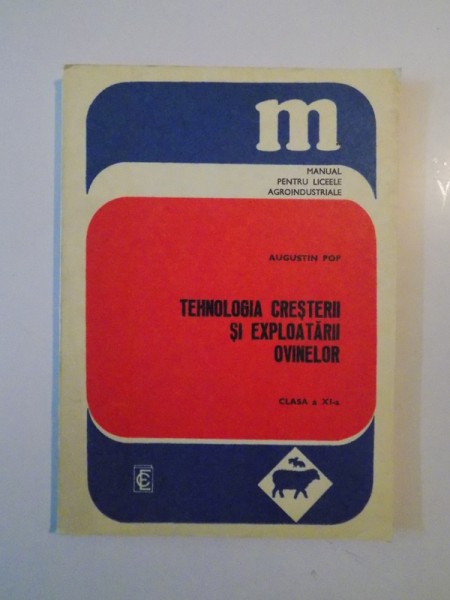 m
MANUAL
PENTRU LICEELE
AGROINDUSTRIALE
AUGUSTIN POP
TEHNOLOGIA CREȘTERII
ȘI EXPLOATĂRII
OVINELOR
CLASA a XI-a